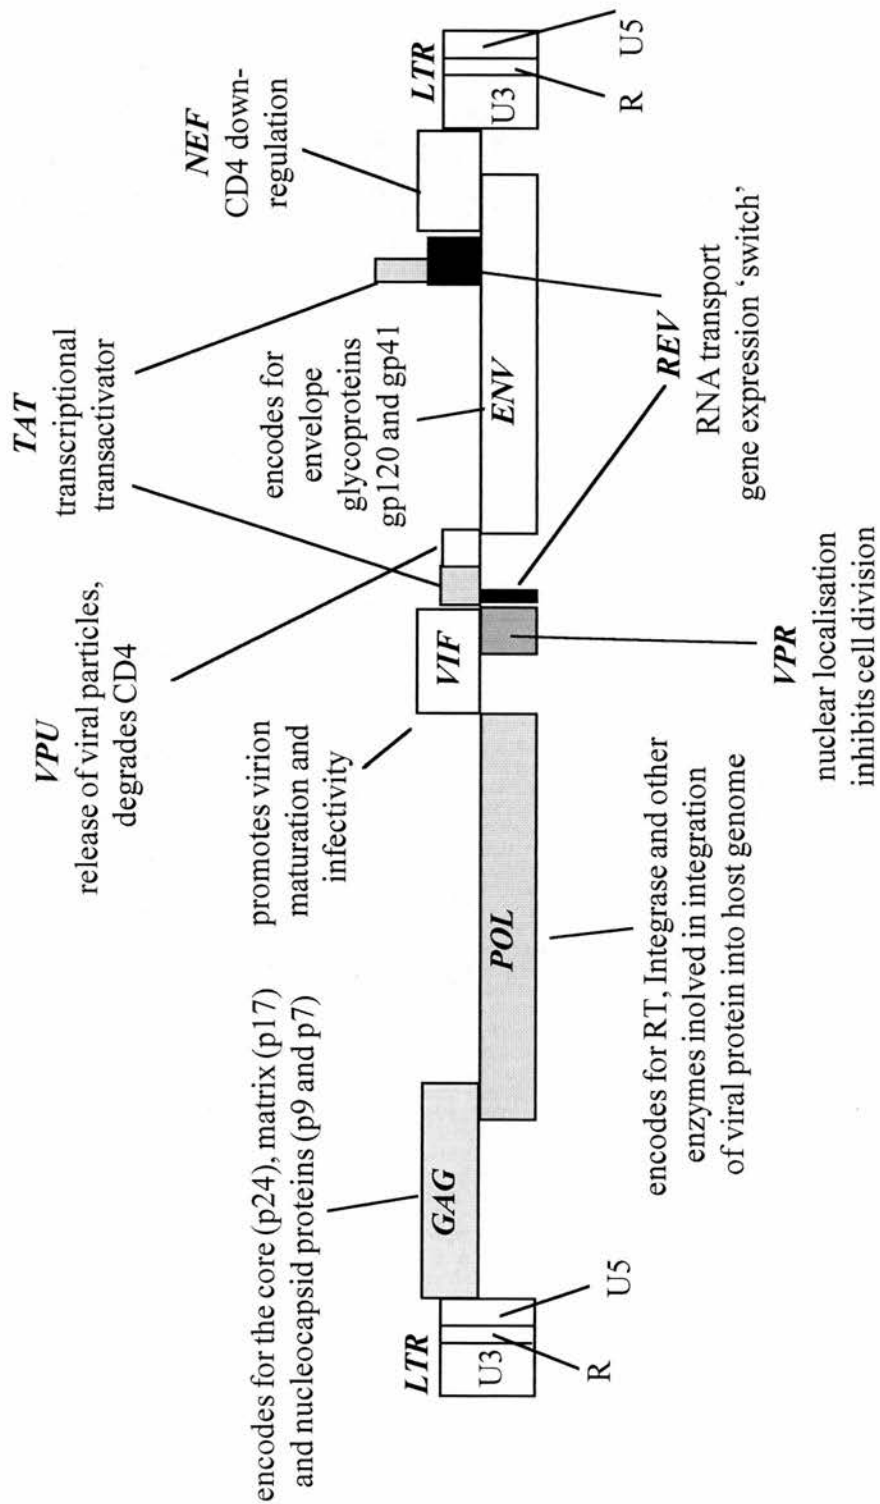 TAT
transcriptional
transactivator
VPU
release of viral particles,
degrades CD4
NEF
CD4 down-
regulation
encodes for the core (p24), matrix (p17)
and nucleocapsid proteins (p9 and p7)
promotes virion
maturation and
infectivity
encodes for
envelope
glycoproteins
gp120 and gp41
LTR
GAG
VIF
LTR
U3
POL
ENV
U3
R
U5
R
U5
encodes for RT, Integrase and other
enzymes inolved in integration
of viral protein into host genome
VPR
nuclear localisation
inhibits cell division
REV
RNA transport
gene expression ‘switch’